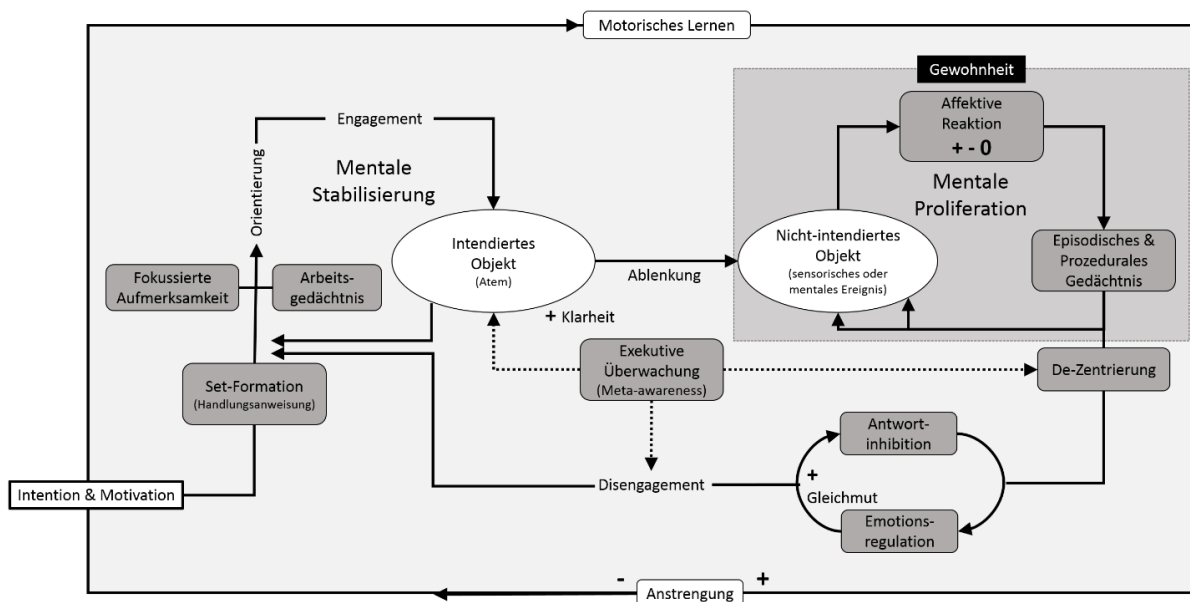 Motorisches Lernen
Gewohnheit
Affektive
Reaktion
+ - 0
Engagement
Mentale
Stabilisierung
Orientierung
Mentale
Proliferation
Intendiertes
Objekt
(Atem)
Nicht-intendiertes
Objekt
(sensorisches oder
mentales Ereignis)
Episodisches &
Prozedurales
Gedächtnis
Fokussierte
Aufmerksamkeit
Arbeits-
gedächtnis
Ablenkung
+ Klarheit
Exekutive
Überwachung
(Meta-awareness)
De-Zentrierung
Set-Formation
(Handlungsanweisung)
Antwort-
inhibition
Intention & Motivation
Disengagement
+
Gleichmut
Emotions-
regulation
- Anstrengung +